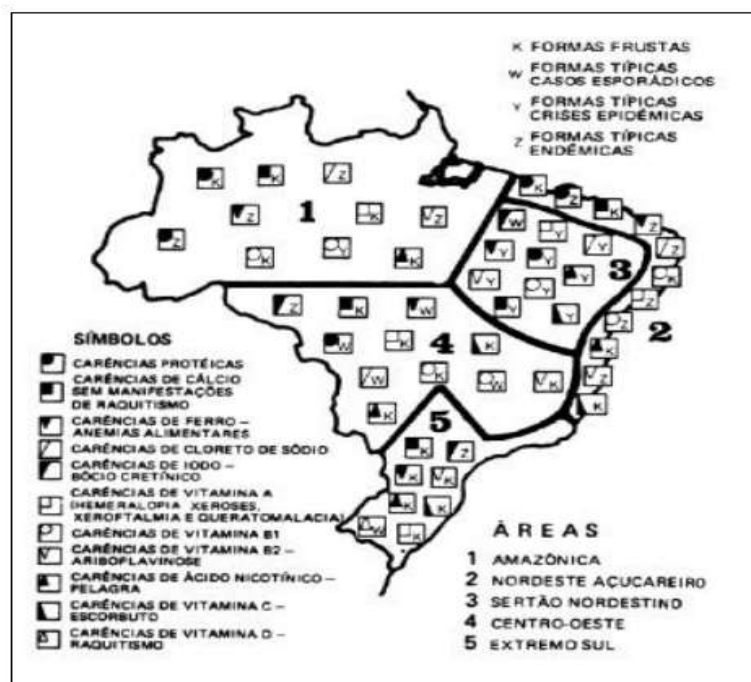 K FORMAS FRUSTAS
W FORMAS TÍPICAS
CASOS ESPORÁDICOS
Y FORMAS TÍPICAS
CRISES EPIDÉMICAS
Z FORMAS TÍPICAS
ENDÊMICAS
K K Z
Z 1 K Z
Z K Y K
K Z K Z Z K Z Z K Z K
W Y Y
Y Y Y 3
Y Y
Y Y
2
Z K W
W K 4 K
W K W K
K
5
K Z
K K
K K
W K
SÍMBOLOS
CARÊNCIAS PROTÉICAS
CARÊNCIAS DE CÁLCIO
SEM MANIFESTAÇÕES
DE RAQUITISMO
CARÊNCIAS DE FERRO –
ANEMIAS ALIMENTARES
CARÊNCIAS DE CLORETO DE SÓDIO
CARÊNCIAS DE IODO –
BÓCIO CRETÍNICO
CARÊNCIAS DE VITAMINA A
(HEMERALOPIA XEROSES,
XEROFTALMIA E QUERATOMALACIA)
CARÊNCIAS DE VITAMINA B1
CARÊNCIAS DE VITAMINA B2 –
ARIBOFLAVINOSE
CARÊNCIAS DE ÁCIDO NICOTÍNICO –
PELAGRA
CARÊNCIAS DE VITAMINA C –
ESCORBUTO
CARÊNCIAS DE VITAMINA D –
RAQUITISMO
ÁREAS
1 AMAZÔNICA
2 NORDESTE AÇUCAREIRO
3 SERTÃO NORDESTINO
4 CENTRO-OESTE
5 EXTREMO SUL